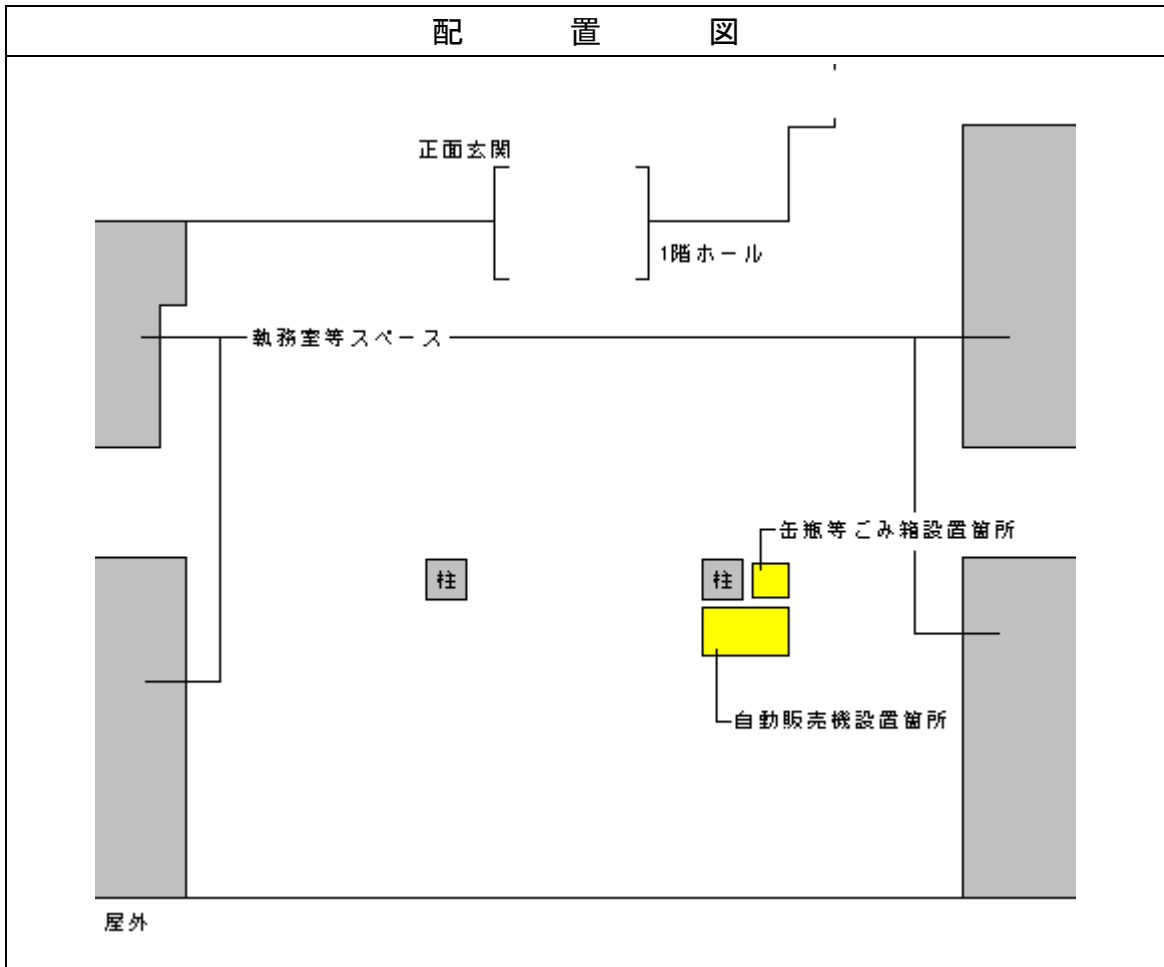 配置図
正面玄関
1階ホール
執務室等スペース
缶瓶等ごみ箱設置箇所
柱
柱
自動販売機設置箇所
屋外